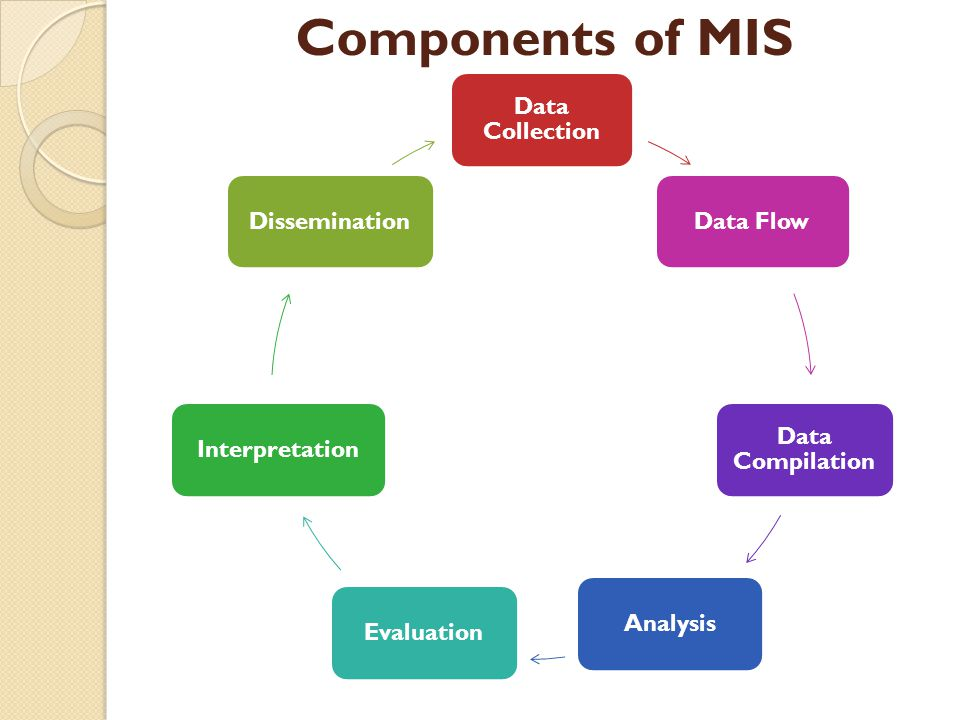 Components of MIS
Data
Collection
Data Flow
Data
Compilation
Analysis
Evaluation
Interpretation
Dissemination